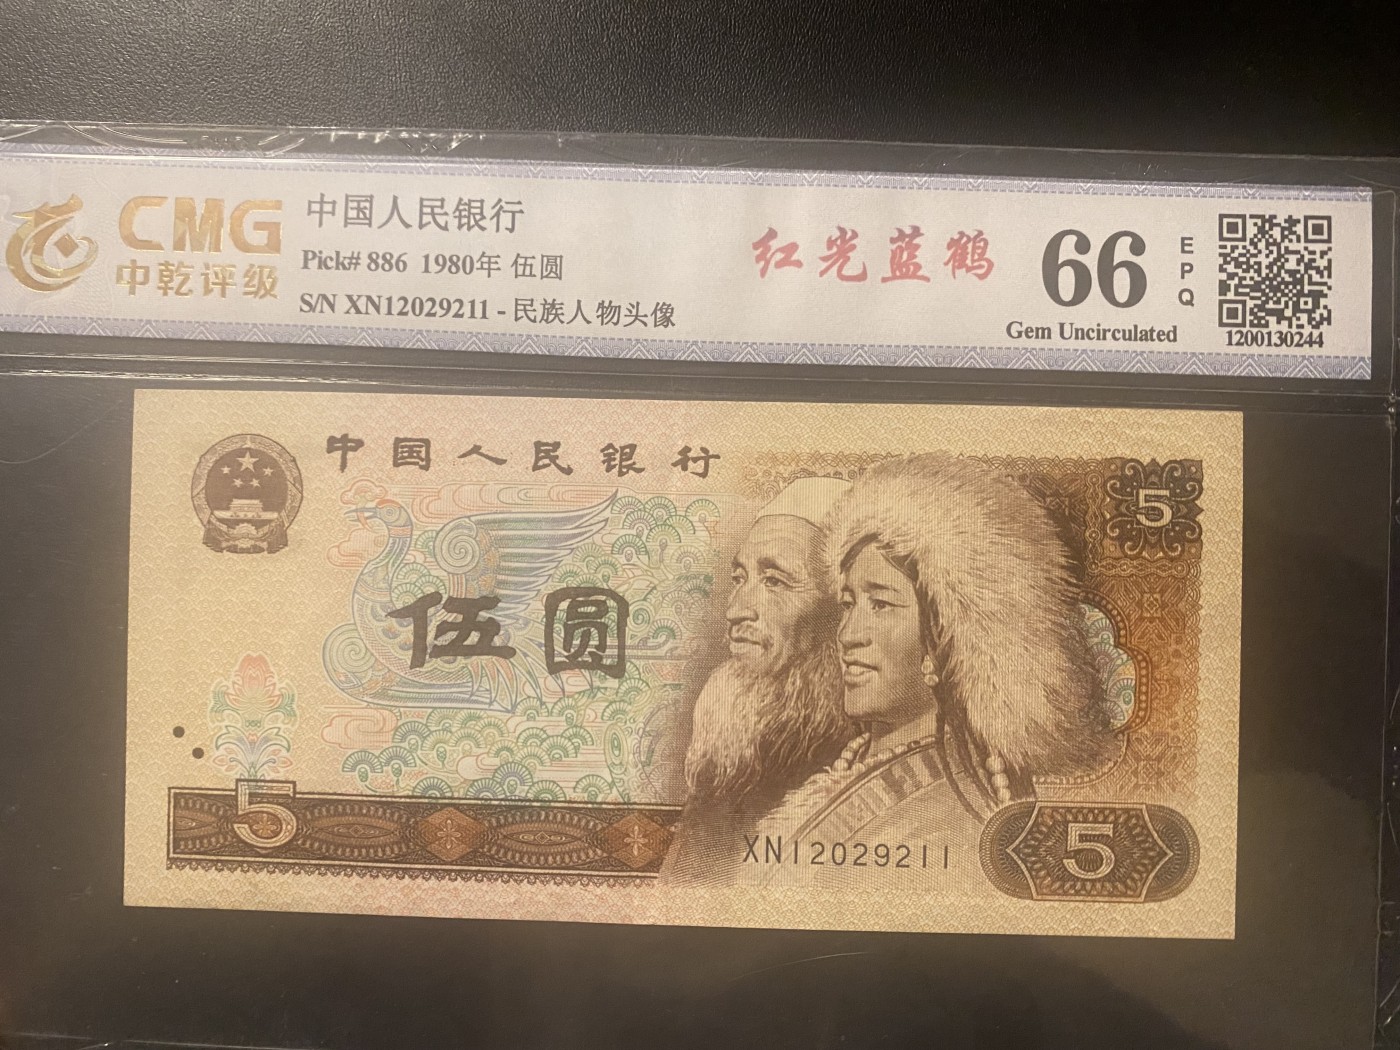 CMG
中乾评级
中国人民银行
Pick# 886 1980年 伍圆
S/N XN12029211 - 民族人物头像
红光蓝鹤
66
EPQ
Gem Uncirculated
1200130244
中国人民银行
5
伍圆
5
XN12029211
5